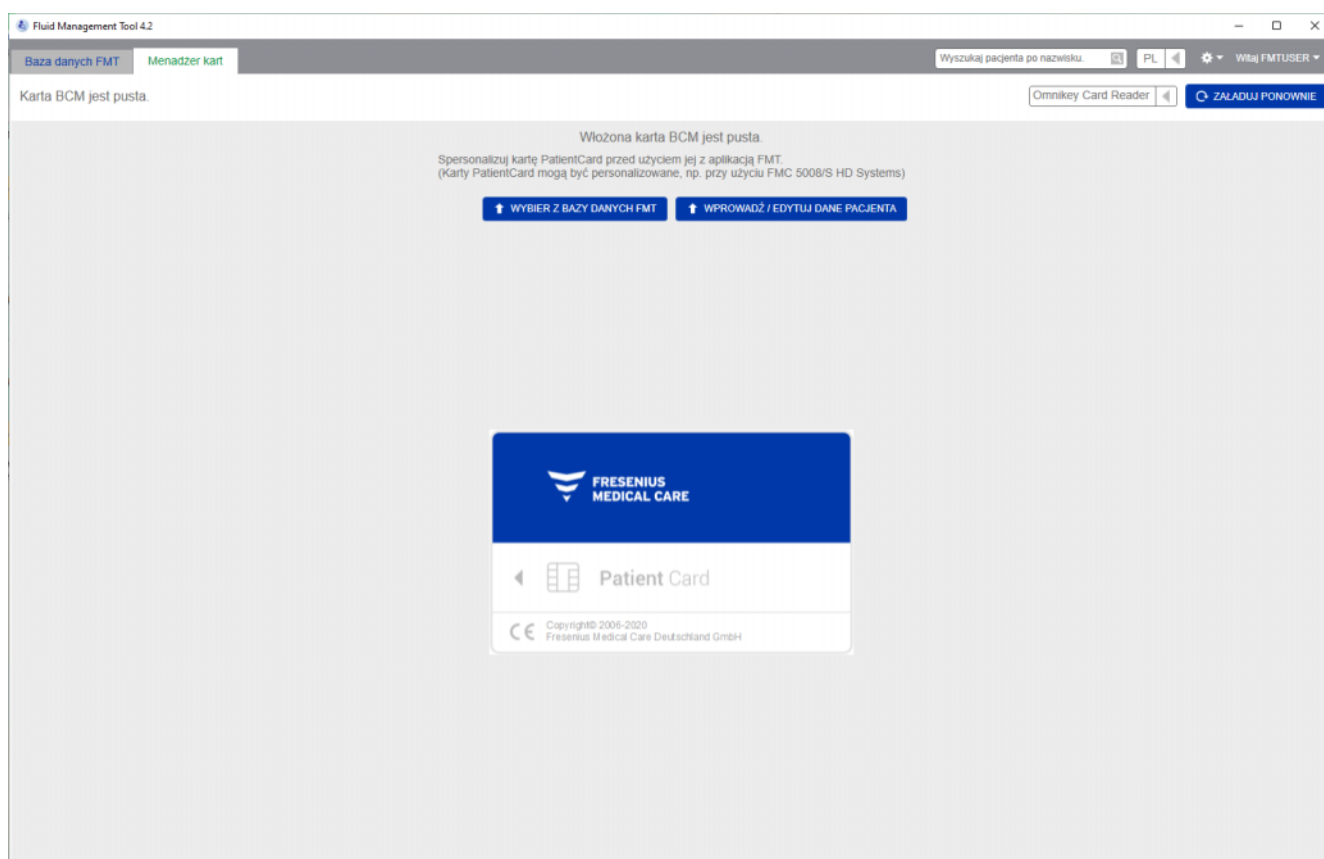 Fluid Management Tool 4.2
Baza danych FMT
Menadżer kart
Wyszukaj pacjenta po nazwisku.
PL
Witaj FMTUSER
Karta BCM jest pusta.
Omnikey Card Reader
ZAŁADUJ PONOWNIE
Włożona karta BCM jest pusta.
Spersonalizuj kartę PatientCard przed użyciem jej z aplikacją FMT.
(Karty PatientCard mogą być personalizowane, np. przy użyciu FMC 5008/S HD Systems)
WYBIER Z BAZY DANYCH FMT
WPROWADŹ / EDYTUJ DANE PACJENTA
FRESENIUS
MEDICAL CARE
Patient Card
CE
Copyright© 2006-2020
Fresenius Medical Care Deutschland GmbH